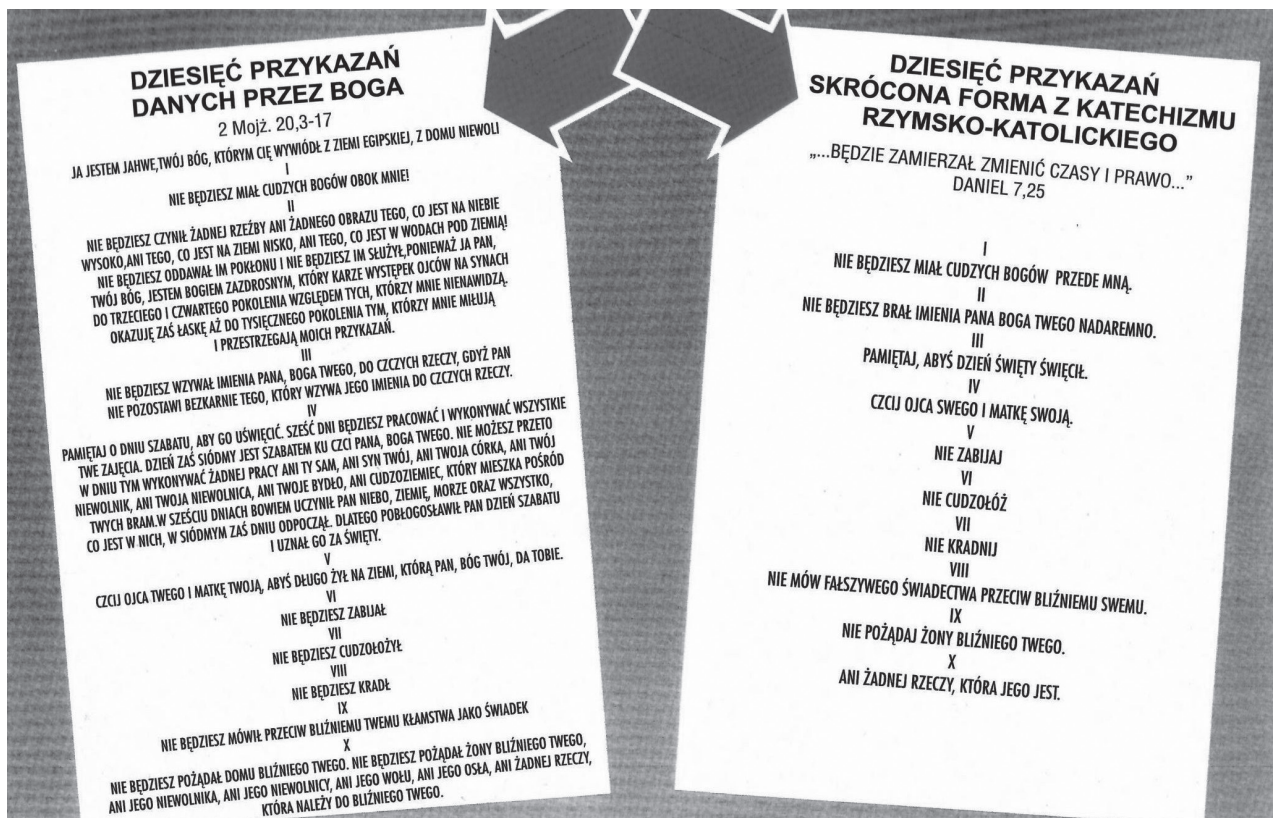 DZIESIĘĆ PRZYKAZAŃ
DANYCH PRZEZ BOGA
2 Mojż. 20,3-17
JA JESTEM JAHWE,TWÓJ BÓG, KTÓRYM CIĘ WYWIÓDŁ Z ZIEMI EGIPSKIEJ, Z DOMU NIEWOLI
I
NIE BĘDZIESZ MIAŁ CUDZYCH BOGÓW OBOK MNIE!
II
NIE BĘDZIESZ CZYNIŁ ŻADNEJ RZEŹBY ANI ŻADNEGO OBRAZU TEGO, CO JEST NA NIEBIE
WYSOKO,ANI TEGO, CO JEST NA ZIEMI NISKO, ANI TEGO, CO JEST W WODACH POD ZIEMIĄ!
NIE BĘDZIESZ ODDAWAŁ IM POKŁONU I NIE BĘDZIESZ IM SŁUŻYŁ,PONIEWAŻ JA PAN,
TWÓJ BÓG, JESTEM BOGIEM ZAZDROSNYM, KTÓRY KARZE WYSTĘPEK OJCÓW NA SYNACH
DO TRZECIEGO I CZWARTEGO POKOLENIA WZGLĘDEM TYCH, KTÓRZY MNIE NIENAWIDZĄ.
OKAZUJĘ ZAŚ ŁASKĘ AŻ DO TYSIĘCZNEGO POKOLENIA TYM, KTÓRZY MNIE MIŁUJĄ
I PRZESTRZEGAJĄ MOICH PRZYKAZAŃ.
III
NIE BĘDZIESZ WZYWAŁ IMIENIA PANA, BOGA TWEGO, DO CZCZYCH RZECZY, GDYŻ PAN
NIE POZOSTAWI BEZKARNIE TEGO, KTÓRY WZYWA JEGO IMIENIA DO CZCZYCH RZECZY.
IV
PAMIĘTAJ O DNIU SZABATU, ABY GO UŚWIĘCIĆ. SZEŚĆ DNI BĘDZIESZ PRACOWAĆ I WYKONYWAĆ WSZYSTKIE
TWE ZAJĘCIA. DZIEŃ ZAŚ SIÓDMY JEST SZABATEM KU CZCI PANA, BOGA TWEGO. NIE MOŻESZ PRZETO
W DNIU TYM WYKONYWAĆ ŻADNEJ PRACY ANI TY SAM, ANI SYN TWÓJ, ANI TWOJA CÓRKA, ANI TWÓJ
NIEWOLNIK, ANI TWOJA NIEWOLNICA, ANI TWOJE BYDŁO, ANI CUDZOZIEMIEC, KTÓRY MIESZKA POŚRÓD
TWYCH BRAM.W SZEŚCIU DNIACH BOWIEM UCZYNIŁ PAN NIEBO, ZIEMIĘ, MORZE ORAZ WSZYSTKO,
CO JEST W NICH, W SIÓDMYM ZAŚ DNIU ODPOCZĄŁ. DLATEGO POBŁOGOSŁAWIŁ PAN DZIEŃ SZABATU
I UZNAŁ GO ZA ŚWIĘTY.
V
CZCIJ OJCA TWEGO I MATKĘ TWOJĄ, ABYŚ DŁUGO ŻYŁ NA ZIEMI, KTÓRĄ PAN, BÓG TWÓJ, DA TOBIE.
VI
NIE BĘDZIESZ ZABIJAŁ
VII
NIE BĘDZIESZ CUDZOŁOŻYŁ
VIII
NIE BĘDZIESZ KRADŁ
IX
NIE BĘDZIESZ MÓWIŁ PRZECIW BLIŹNIEMU TWEMU KŁAMSTWA JAKO ŚWIADEK
X
NIE BĘDZIESZ POŻĄDAŁ DOMU BLIŹNIEGO TWEGO. NIE BĘDZIESZ POŻĄDAŁ ŻONY BLIŹNIEGO TWEGO,
ANI JEGO NIEWOLNIKA, ANI JEGO NIEWOLNICY, ANI JEGO WOŁU, ANI JEGO OSŁA, ANI ŻADNEJ RZECZY,
KTÓRA NALEŻY DO BLIŹNIEGO TWEGO.
DZIESIĘĆ PRZYKAZAŃ
SKRÓCONA FORMA Z KATECHIZMU
RZYMSKO-KATOLICKIEGO
„...BĘDZIE ZAMIERZAŁ ZMIENIĆ CZASY I PRAWO..."
DANIEL 7,25
I
NIE BĘDZIESZ MIAŁ CUDZYCH BOGÓW PRZEDE MNĄ.
II
NIE BĘDZIESZ BRAŁ IMIENIA PANA BOGA TWEGO NADAREMNO.
III
PAMIĘTAJ, ABYŚ DZIEŃ ŚWIĘTY ŚWIĘCIŁ.
IV
CZCIJ OJCA SWEGO I MATKĘ SWOJĄ.
V
NIE ZABIJAJ
VI
NIE CUDZOŁÓŻ
VII
NIE KRADNIJ
VIII
NIE MÓW FAŁSZYWEGO ŚWIADECTWA PRZECIW BLIŹNIEMU SWEMU.
IX
NIE POŻĄDAJ ŻONY BLIŹNIEGO TWEGO.
X
ANI ŻADNEJ RZECZY, KTÓRA JEGO JEST.